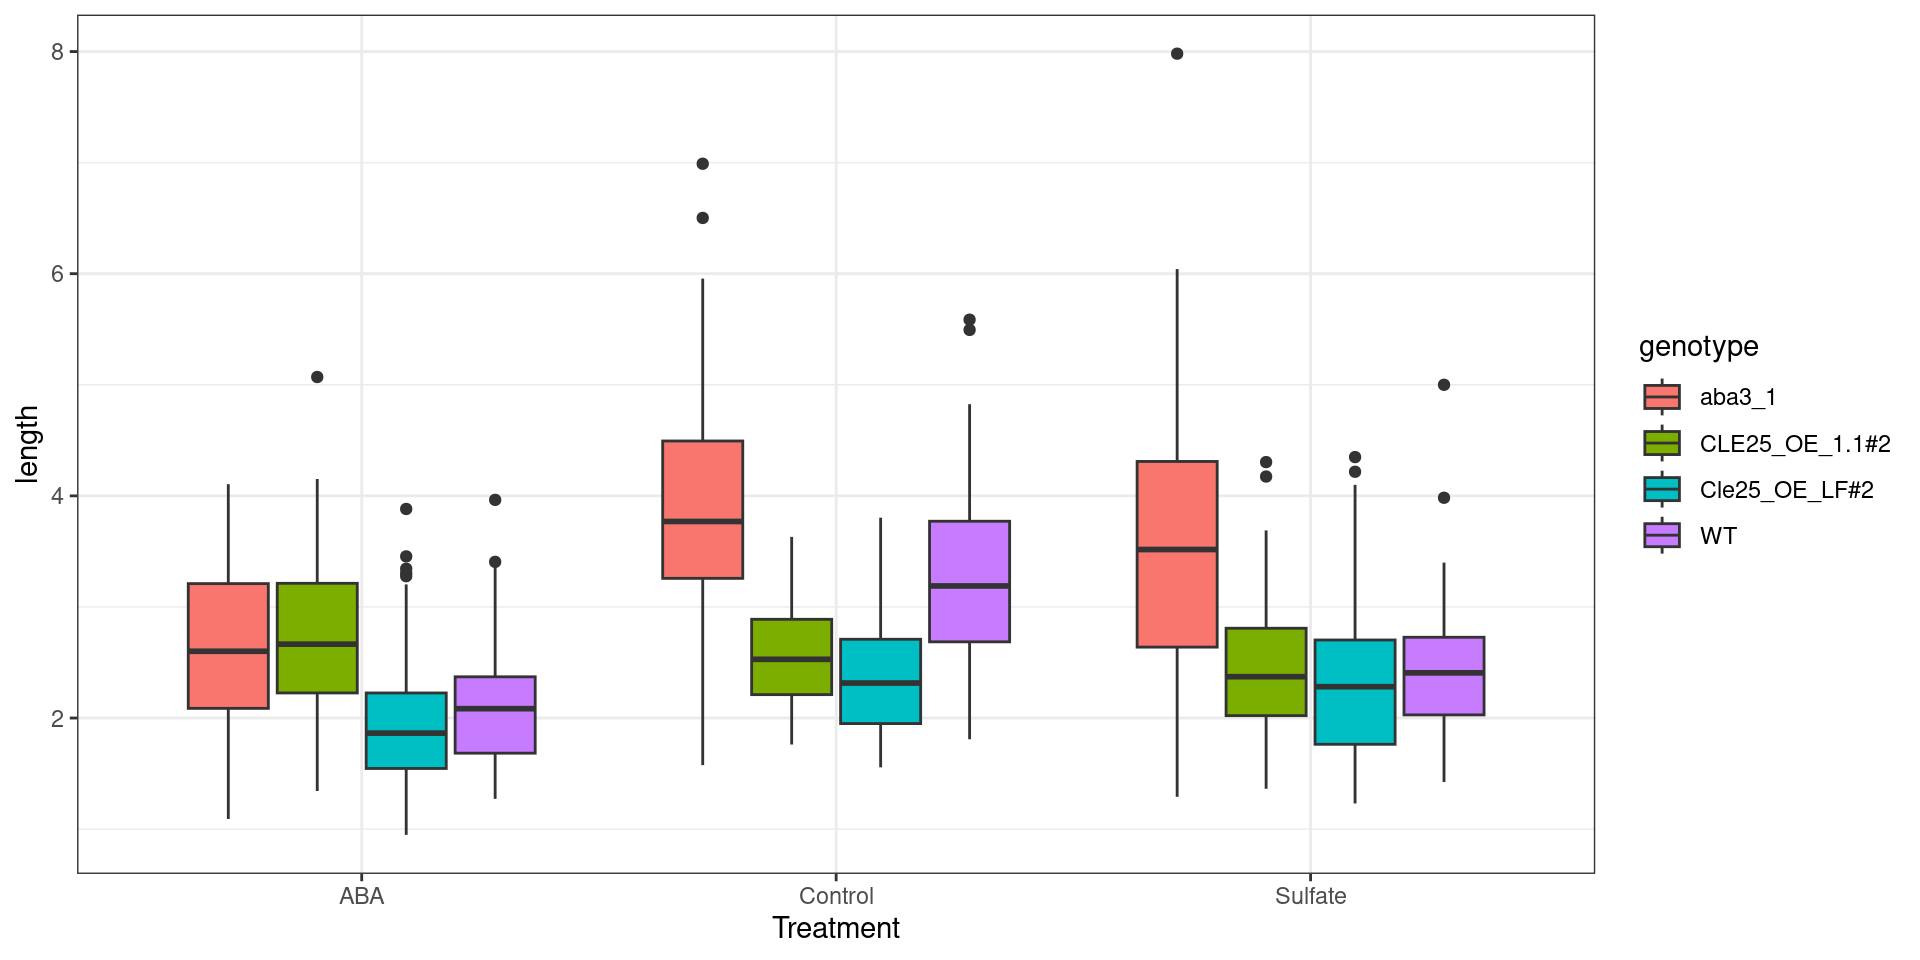 8
6
4
2
length
ABA
Control
Sulfate
Treatment
genotype
aba3_1
CLE25_OE_1.1#2
Cle25_OE_LF#2
WT